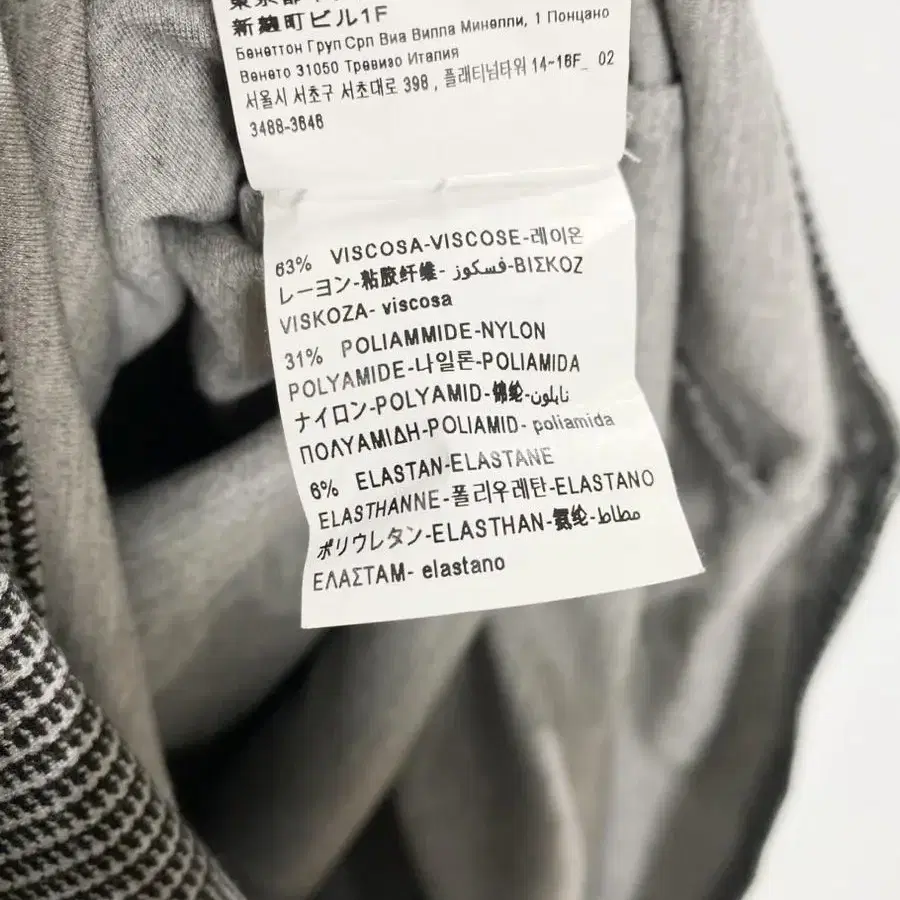 新麹町ビル1F
Бенеттон Груп Срл Виа Вилла Минелли, 1 Понцано
Венето 31050 Тревизо Италия
서울시 서초구 서초대로 398 , 플래티넘타워 14-16F_ 02
3488-3648
63% VISCOSA-VISCOSE-레이온
レーヨン-粘胶纤维-فسكوز-ΒΙΣΚΟΖ
VISKOZA- viscosa
31% POLIAMMIDE-NYLON
POLYAMIDE-나일론-POLIAMIDA
ナイロン-POLYAMID-锦纶-نايلون
ΠΟΛΥΑΜΙΔΗ-POLIAMID- poliamida
6% ELASTAN-ELASTANE
ELASTHANNE-폴리우레탄-ELASTANO
ポリウレタン-ELASTHAN-氨纶-مطاط
ΕΛΑΣΤΑΜ- elastano